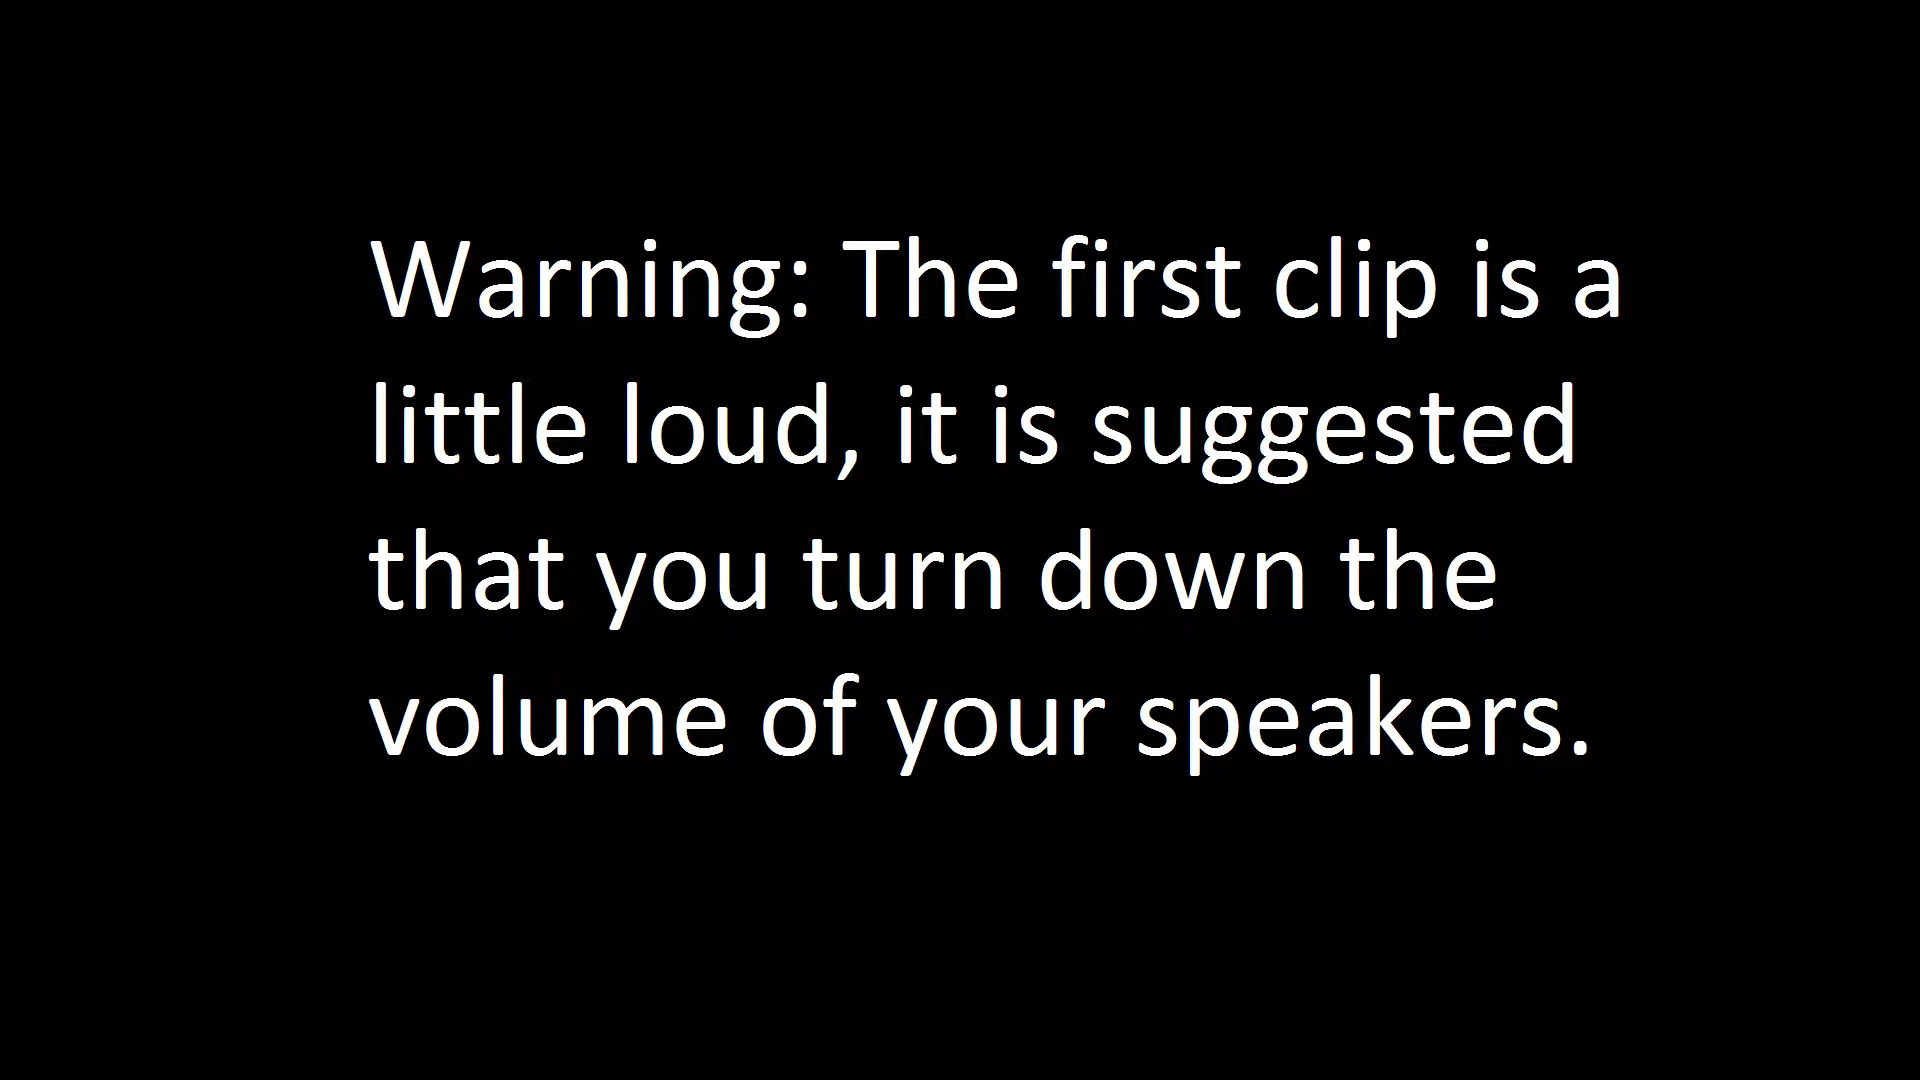 Warning: The first clip is a
little loud, it is suggested
that you turn down the
volume of your speakers.